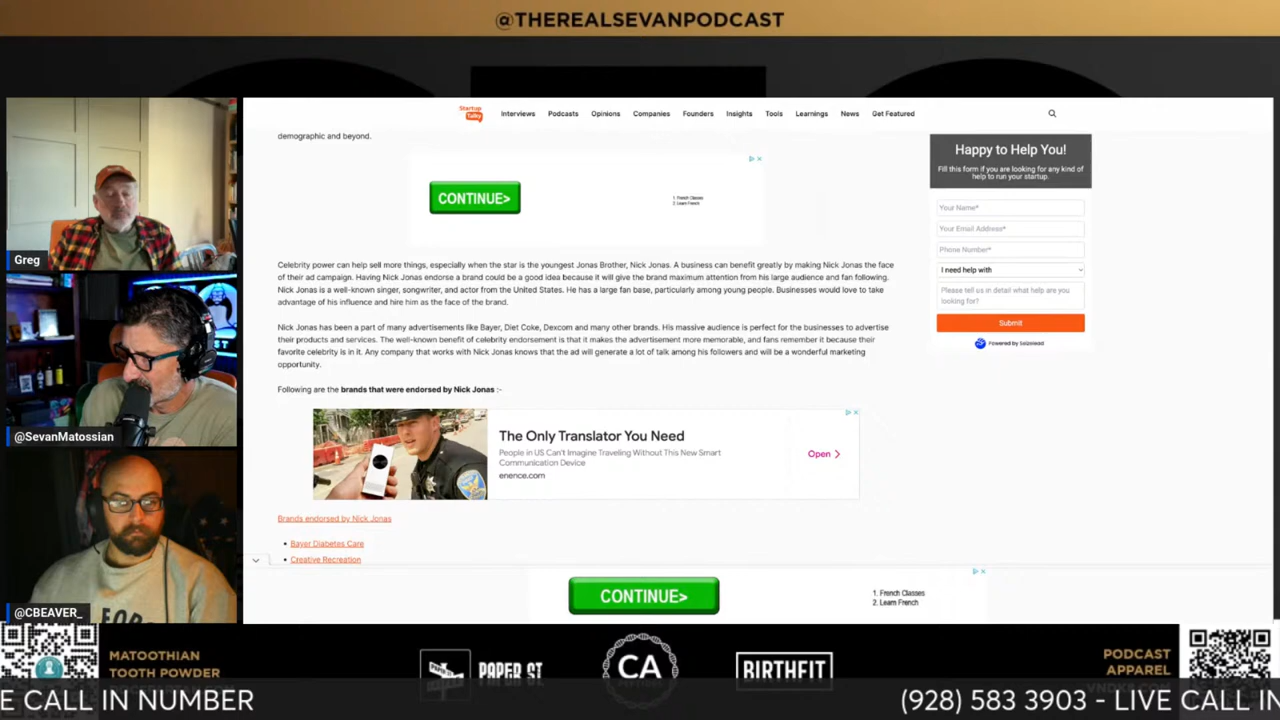 @THEREALSEVANPODCAST
Greg
@SevanMatossian
@CBEAVER_
Startup
Talky
Interviews
Podcasts
Opinions
Companies
Founders
Insights
Tools
Learnings
News
Get Featured
demographic and beyond.
CONTINUE>
1. French Classes
2. Learn French
Celebrity power can help sell more things, especially when the star is the youngest Jonas Brother, Nick Jonas. A business can benefit greatly by making Nick Jonas the face
of their ad campaign. Having Nick Jonas endorse a brand could be a good idea because it will give the brand maximum attention from his large audience and fan following.
Nick Jonas is a well-known singer, songwriter, and actor from the United States. He has a large fan base, particularly among young people. Businesses would love to take
advantage of his influence and hire him as the face of the brand.
Nick Jonas has been a part of many advertisements like Bayer, Diet Coke, Dexcom and many other brands. His massive audience is perfect for the businesses to advertise
their products and services. The well-known benefit of celebrity endorsement is that it makes the advertisement more memorable, and fans remember it because their
favorite celebrity is in it. Any company that works with Nick Jonas knows that the ad will generate a lot of talk among his followers and will be a wonderful marketing
opportunity.
Following are the brands that were endorsed by Nick Jonas :-
The Only Translator You Need
People in US Can't Imagine Traveling Without This New Smart
Communication Device
enence.com
Open
Brands endorsed by Nick Jonas
Bayer Diabetes Care
Creative Recreation
CONTINUE>
1. French Classes
2. Learn French
Happy to Help You!
Fill this form if you are looking for any kind of
help to run your startup.
Your Name*
Your Email Address*
Phone Number*
I need help with
Please tell us in detail what help are you
looking for?
Submit
MATOOTHIAN
TOOTH POWDER
PAPER ST
CA
BIRTHFIT
PODCAST
APPAREL
E CALL IN NUMBER
(928) 583 3903 - LIVE CALL IN